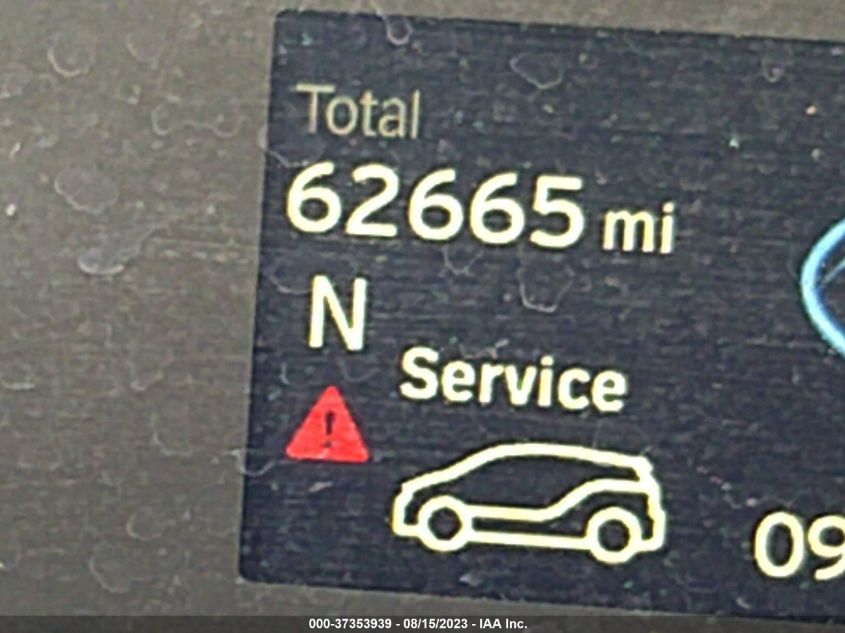 Total
62665 mi
N
Service
09
000-37353939 - 08/15/2023 - IAA Inc.